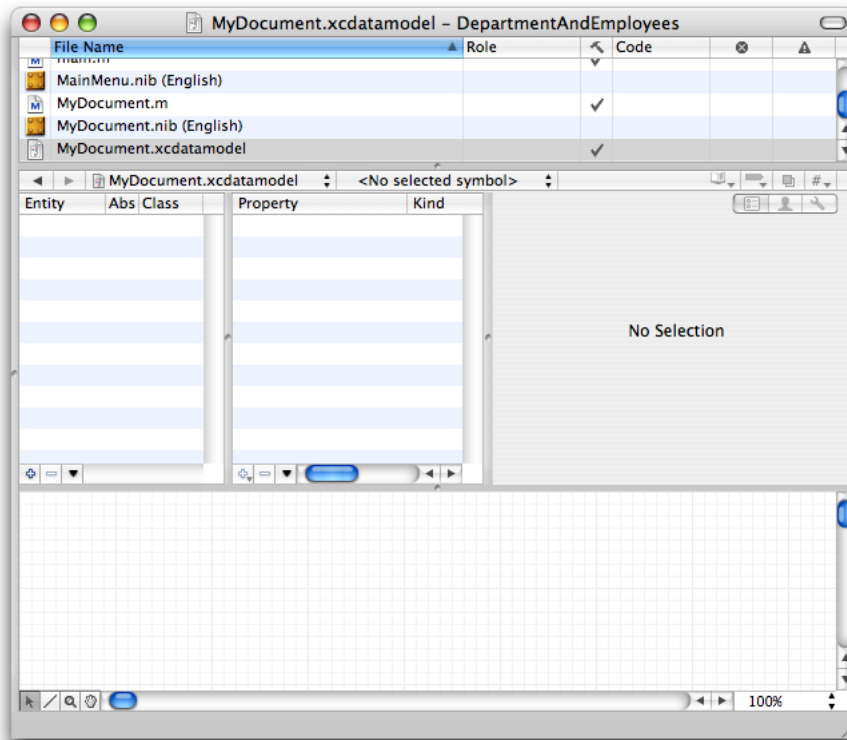 MyDocument.xcdatamodel – DepartmentAndEmployees
File Name Role Code
main.m
MainMenu.nib (English)
MyDocument.m
MyDocument.nib (English)
MyDocument.xcdatamodel
MyDocument.xcdatamodel <No selected symbol> #
Entity Abs Class Property Kind
No Selection
100%